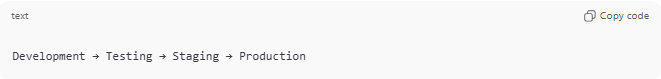 text Copy code
Development → Testing → Staging → Production